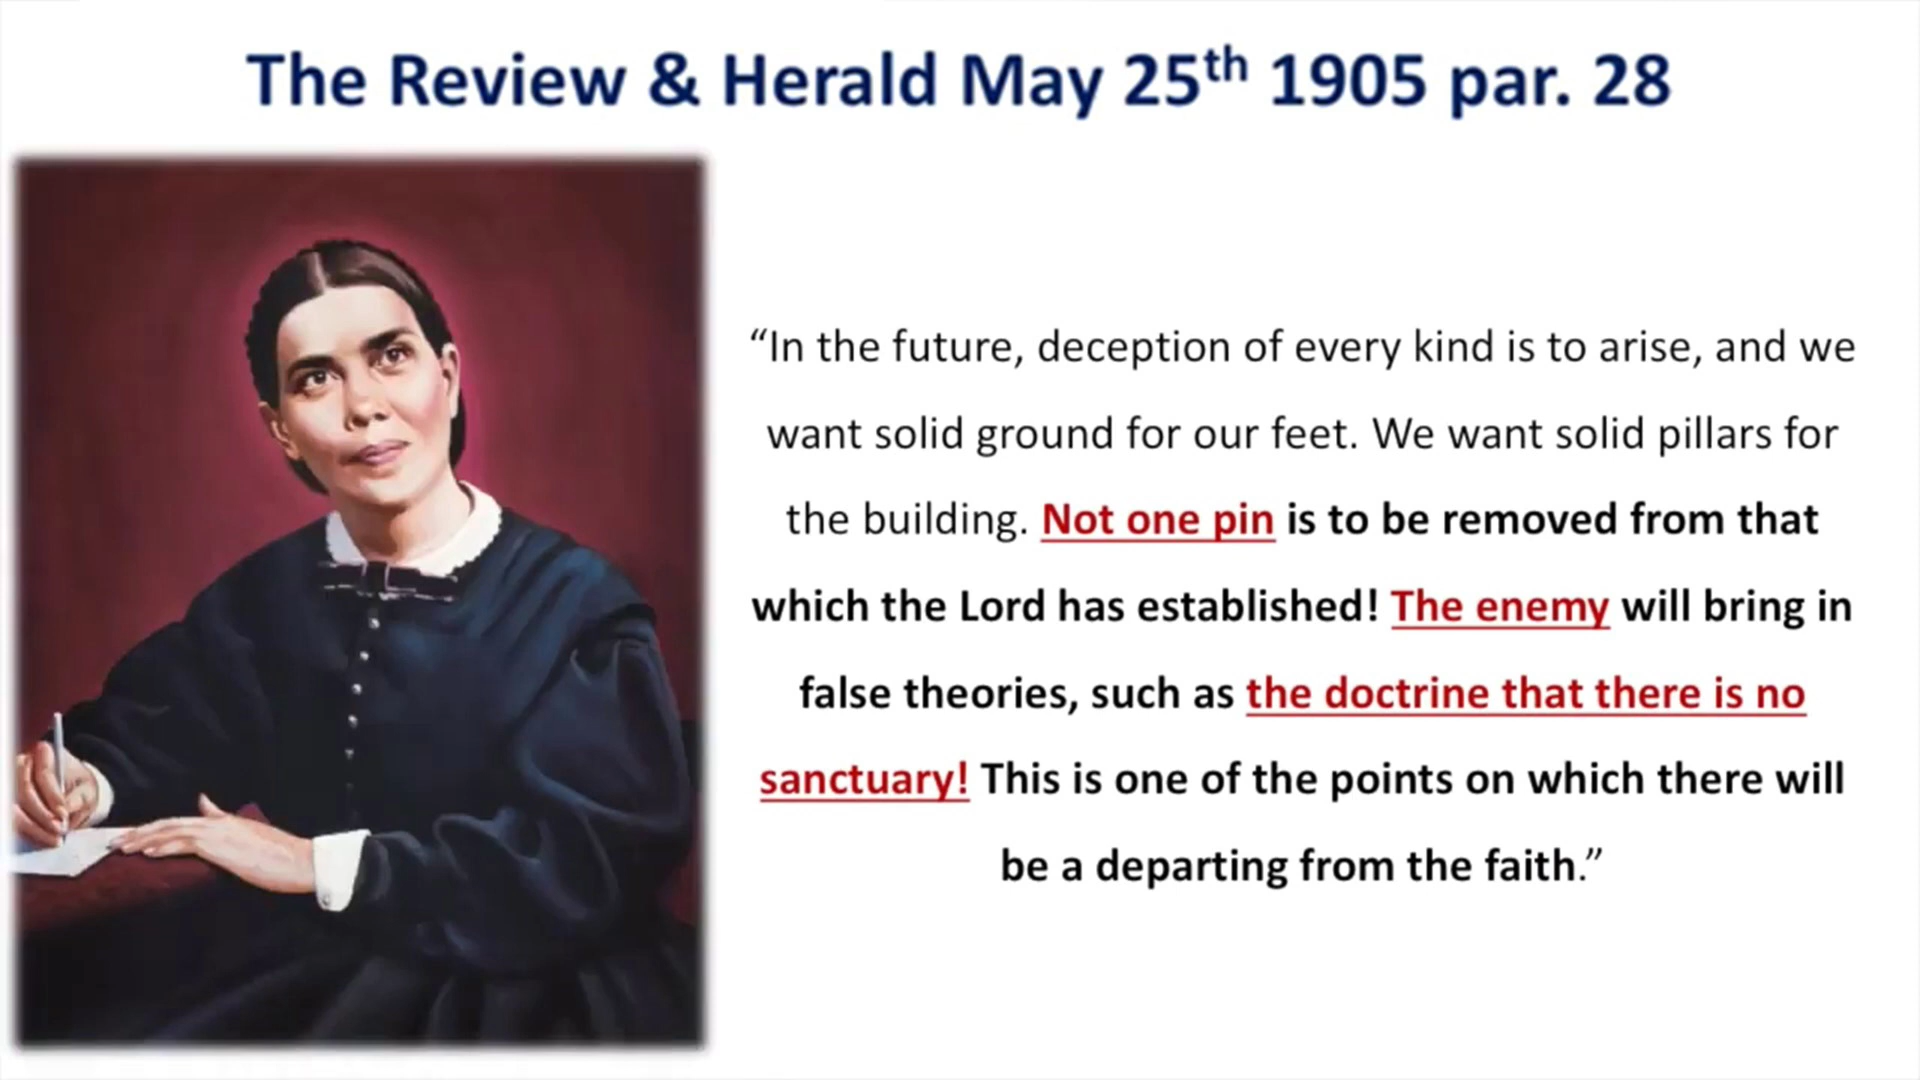 The Review & Herald May 25th 1905 par. 28
“In the future, deception of every kind is to arise, and we
want solid ground for our feet. We want solid pillars for
the building. Not one pin is to be removed from that
which the Lord has established! The enemy will bring in
false theories, such as the doctrine that there is no
sanctuary! This is one of the points on which there will
be a departing from the faith.”